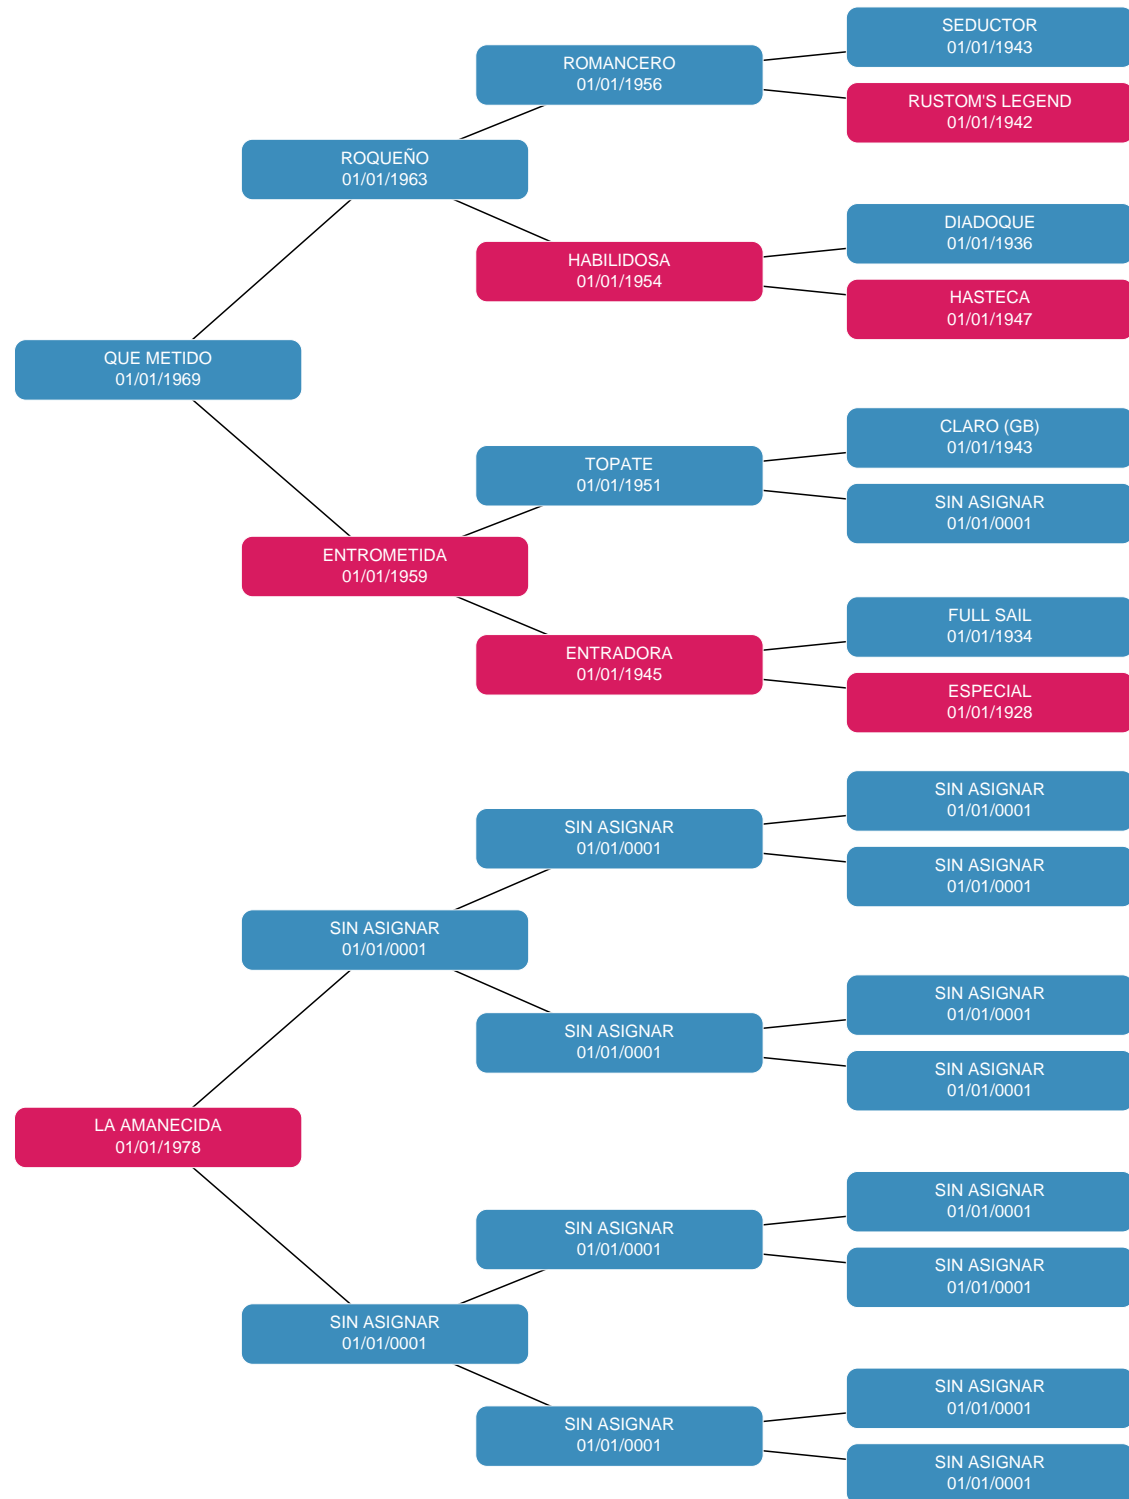 SEDUCTOR
01/01/1943
ROMANCERO
01/01/1956
RUSTOM'S LEGEND
01/01/1942
ROQUEÑO
01/01/1963
DIADOQUE
01/01/1936
HABILIDOSA
01/01/1954
HASTECA
01/01/1947
QUE METIDO
01/01/1969
CLARO (GB)
01/01/1943
TOPATE
01/01/1951
SIN ASIGNAR
01/01/0001
ENTROMETIDA
01/01/1959
FULL SAIL
01/01/1934
ENTRADORA
01/01/1945
ESPECIAL
01/01/1928
SIN ASIGNAR
01/01/0001
SIN ASIGNAR
01/01/0001
SIN ASIGNAR
01/01/0001
SIN ASIGNAR
01/01/0001
SIN ASIGNAR
01/01/0001
SIN ASIGNAR
01/01/0001
SIN ASIGNAR
01/01/0001
LA AMANECIDA
01/01/1978
SIN ASIGNAR
01/01/0001
SIN ASIGNAR
01/01/0001
SIN ASIGNAR
01/01/0001
SIN ASIGNAR
01/01/0001
SIN ASIGNAR
01/01/0001
SIN ASIGNAR
01/01/0001
SIN ASIGNAR
01/01/0001